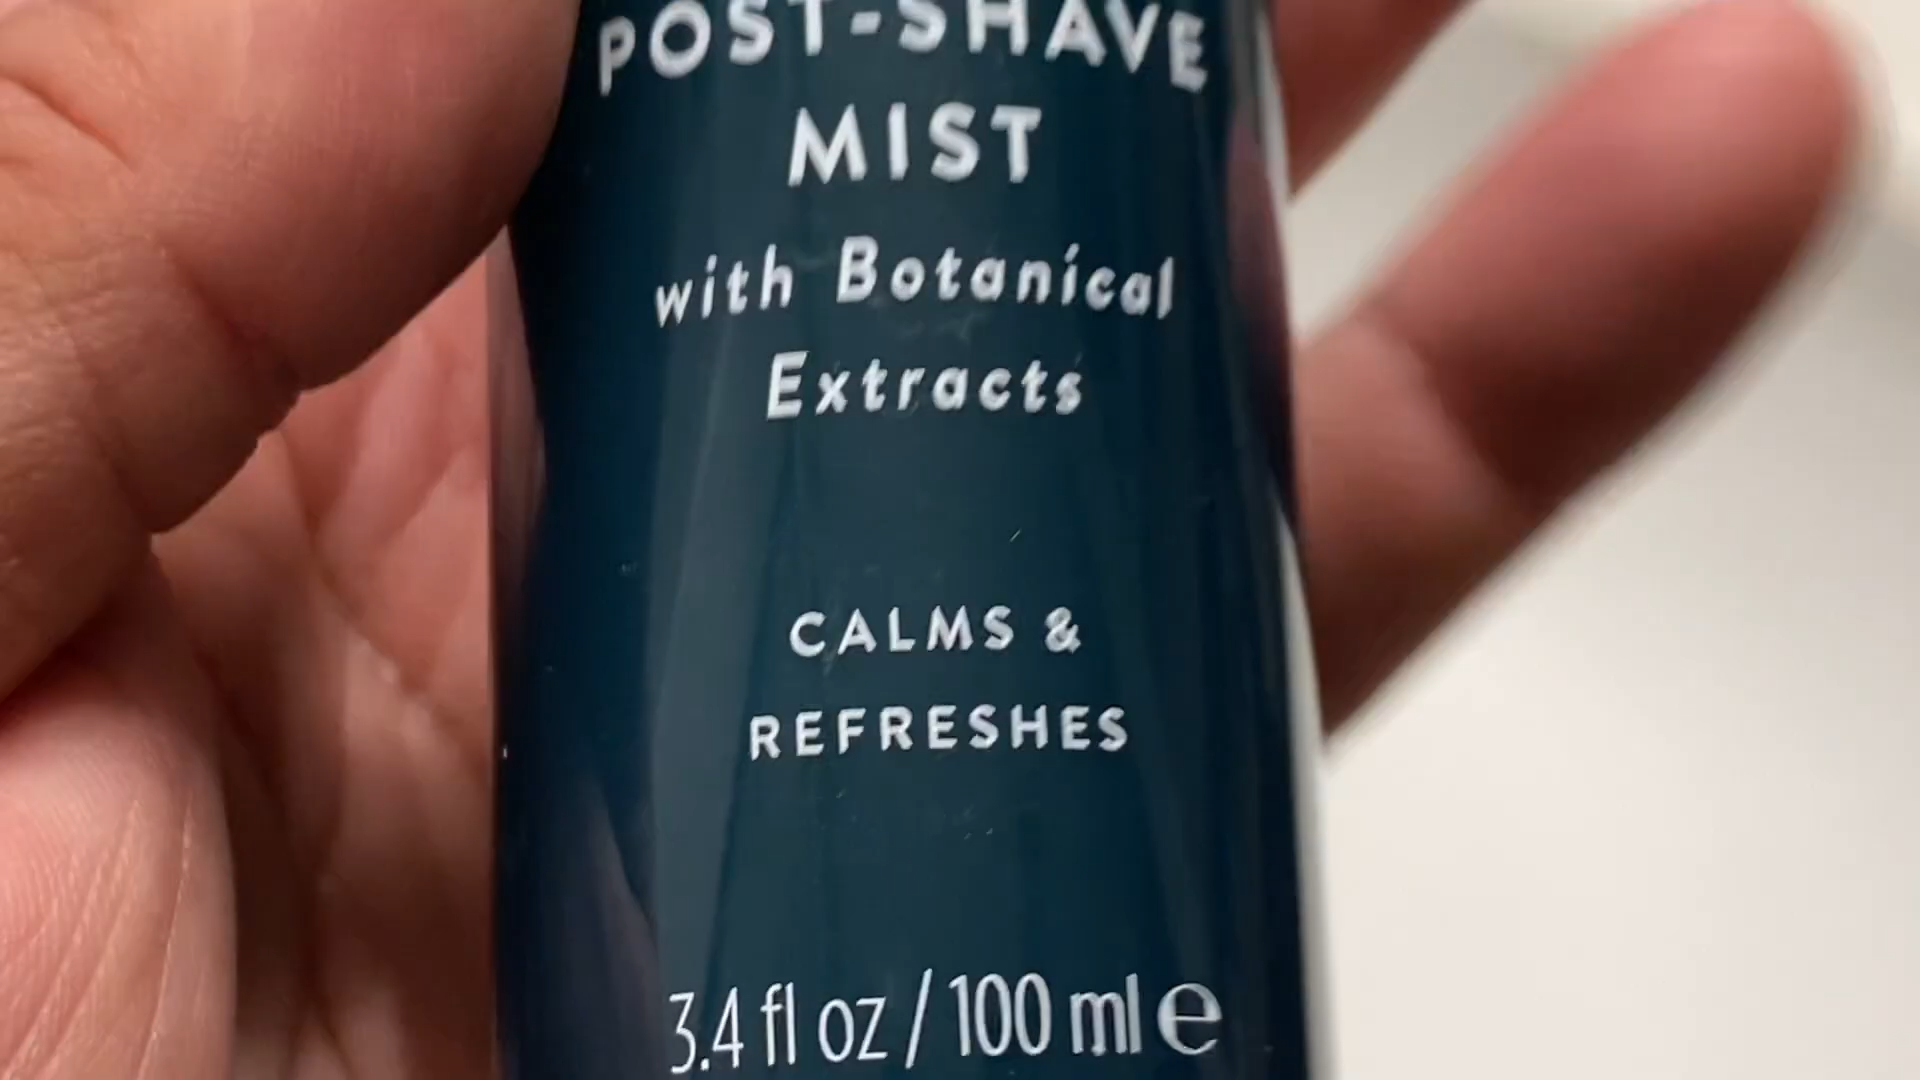 POST-SHAVE
MIST
with Botanical
Extracts
CALMS &
REFRESHES
3.4 fl oz / 100 ml ℮